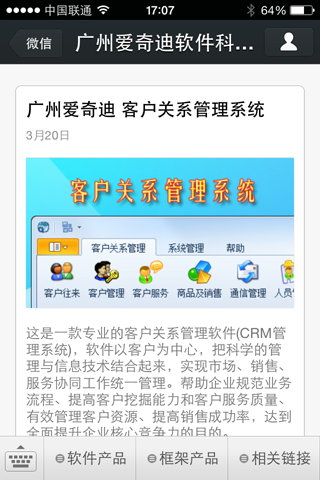 中国联通
17:07
64%
微信
广州爱奇迪软件科...
广州爱奇迪 客户关系管理系统
3月20日
客户关系管理系统
客户关系管理 系统管理 帮助
客户往来 客户管理 客户服务 商品及销售 通信管理 人员管
这是一款专业的客户关系管理软件(CRM管
理系统)，软件以客户为中心，把科学的管
理与信息技术结合起来，实现市场、销售、
服务协同工作统一管理。帮助企业规范业务
流程、提高客户挖掘能力和客户服务质量、
有效管理客户资源、提高销售成功率，达到
全面提升企业核心竞争力的目的。
软件产品
框架产品
相关链接